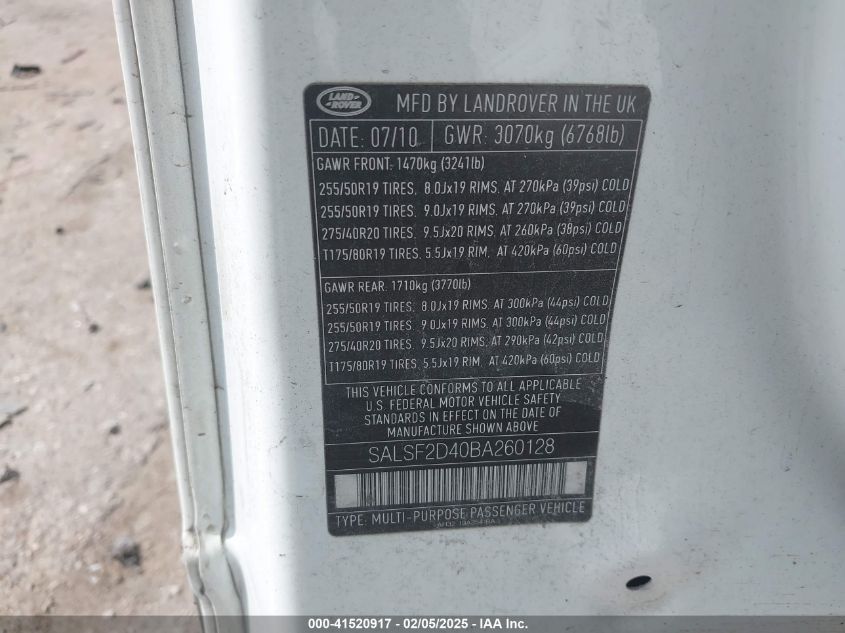 LAND ROVER
MFD BY LANDROVER IN THE UK
DATE: 07/10 GWR: 3070kg (6768lb)
GAWR FRONT: 1470kg (3241lb)
255/50R19 TIRES, 8.0Jx19 RIMS, AT 270kPa (39psi) COLD
255/50R19 TIRES, 9.0Jx19 RIMS, AT 270kPa (39psi) COLD
275/40R20 TIRES, 9.5Jx20 RIMS, AT 260kPa (38psi) COLD
T175/80R19 TIRES, 5.5Jx19 RIM, AT 420kPa (60psi) COLD
GAWR REAR: 1710kg (3770lb)
255/50R19 TIRES, 8.0Jx19 RIMS, AT 300kPa (44psi) COLD
255/50R19 TIRES, 9.0Jx19 RIMS, AT 300kPa (44psi) COLD
275/40R20 TIRES, 9.5Jx20 RIMS, AT 290kPa (42psi) COLD
T175/80R19 TIRES, 5.5Jx19 RIM, AT 420kPa (60psi) COLD
THIS VEHICLE CONFORMS TO ALL APPLICABLE
U.S. FEDERAL MOTOR VEHICLE SAFETY
STANDARDS IN EFFECT ON THE DATE OF
MANUFACTURE SHOWN ABOVE
SALSF2D40BA260128
TYPE: MULTI-PURPOSE PASSENGER VEHICLE
000-41520917 - 02/05/2025 - IAAI.COM